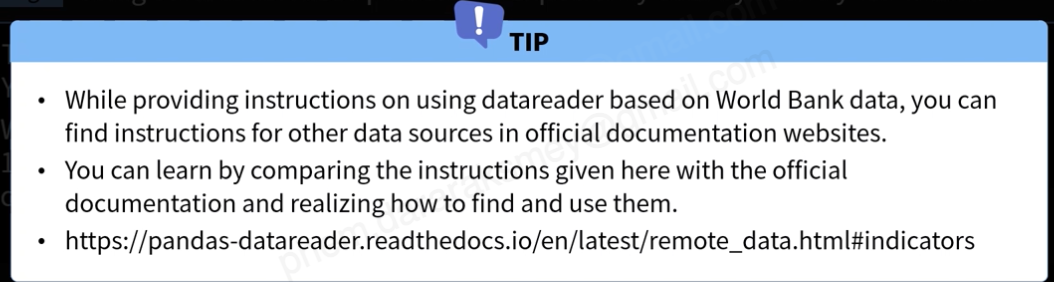 TIP
• While providing instructions on using datareader based on World Bank data, you can
find instructions for other data sources in official documentation websites.
• You can learn by comparing the instructions given here with the official
documentation and realizing how to find and use them.
• https://pandas-datareader.readthedocs.io/en/latest/remote_data.html#indicators